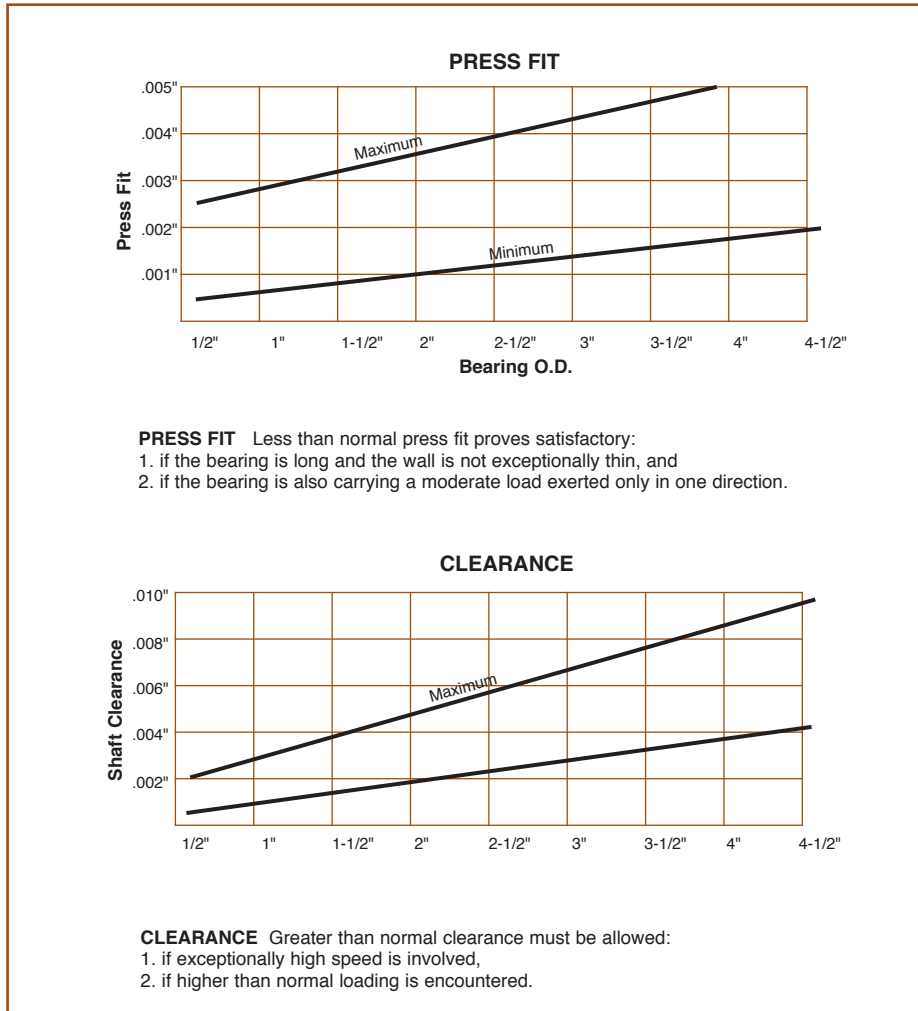 PRESS FIT
.005"
.004"
.003"
.002"
.001"
Press Fit
Maximum
Minimum
1/2" 1" 1-1/2" 2" 2-1/2" 3" 3-1/2" 4" 4-1/2"
Bearing O.D.
PRESS FIT Less than normal press fit proves satisfactory:
1. if the bearing is long and the wall is not exceptionally thin, and
2. if the bearing is also carrying a moderate load exerted only in one direction.
CLEARANCE
.010"
.008"
.006"
.004"
.002"
Shaft Clearance
Maximum
1/2" 1" 1-1/2" 2" 2-1/2" 3" 3-1/2" 4" 4-1/2"
CLEARANCE Greater than normal clearance must be allowed:
1. if exceptionally high speed is involved,
2. if higher than normal loading is encountered.